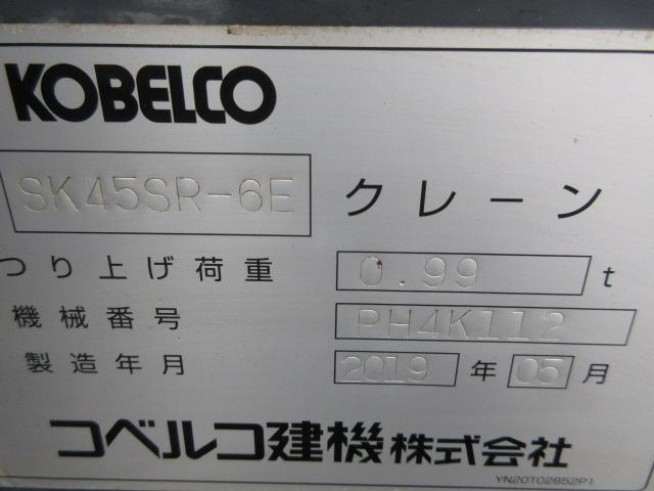 KOBELCO
SK45SR-6E クレーン
つり上げ荷重 0.99 t
機械番号 PH4K112
製造年月 2019 年 05 月
コベルコ建機株式会社
YN20T02852P1